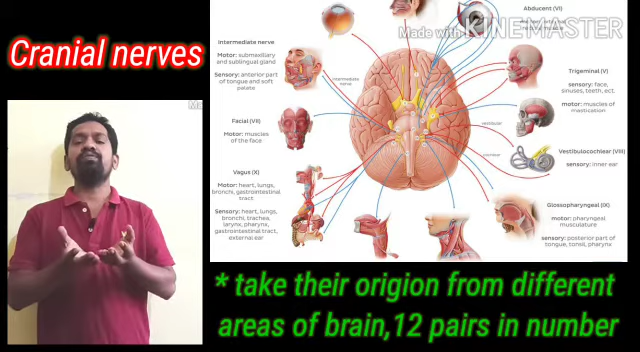 Cranial nerves
Made with KINEMASTER
Abducent (VI)
Intermediate nerve
Motor: submaxillary
and sublingual gland
Sensory: anterior part
of tongue and soft
palate
intermediate
nerve
Trigeminal (V)
sensory: face,
sinuses, teeth, ect.
motor: muscles of
mastication
Facial (VII)
Motor: muscles
of the face
vestibular
cochlear
Vestibulocochlear (VIII)
sensory: inner ear
Vagus (X)
Motor: heart, lungs,
bronchi, gastrointestinal
tract
Sensory: heart, lungs,
bronchi, trachea,
larynx, pharynx,
gastrointestinal tract,
external ear
Glossopharyngeal (IX)
motor: pharyngeal
musculature
sensory: posterior part of
tongue, tonsil, pharynx
* take their origion from different
areas of brain,12 pairs in number